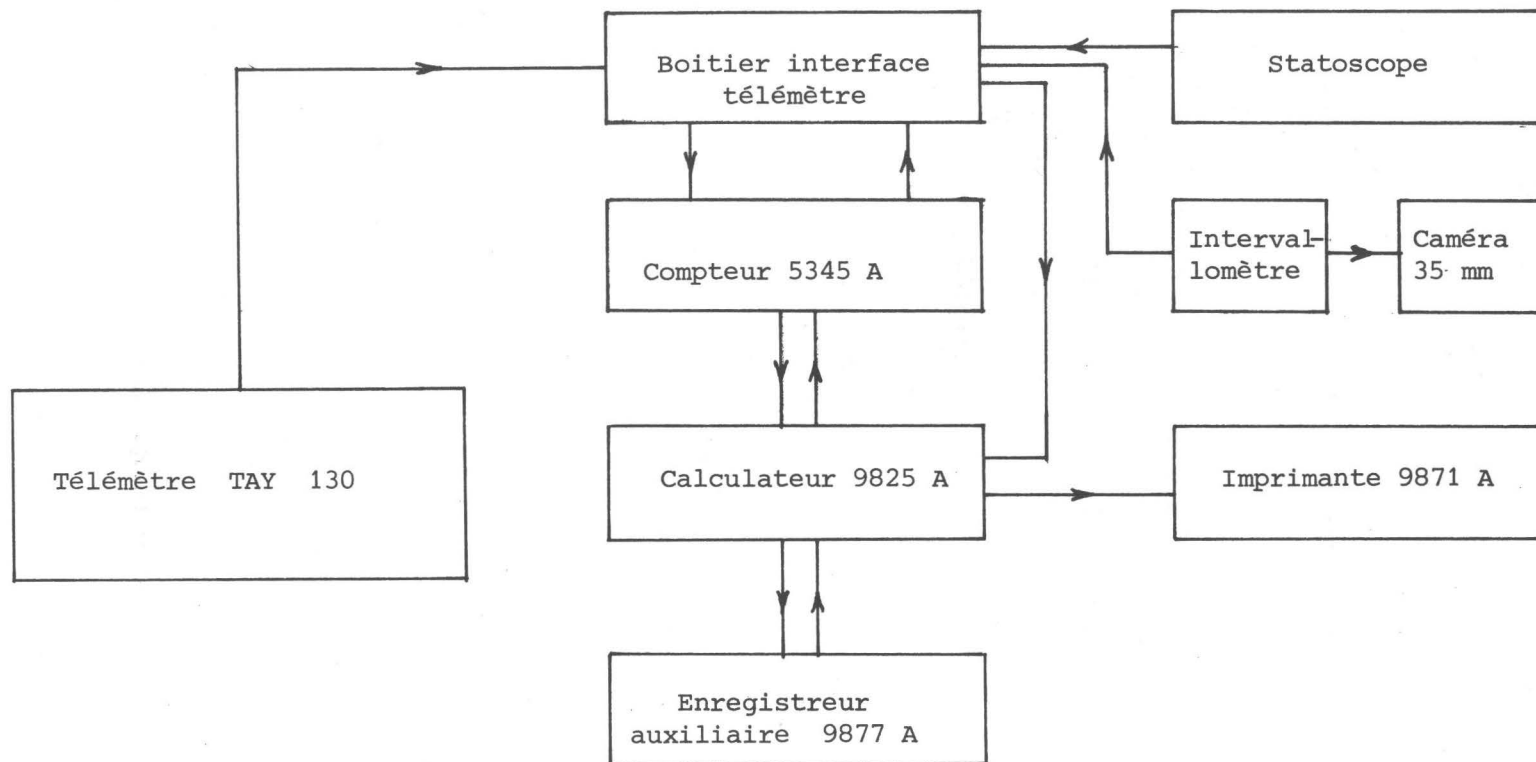 Boitier interface
télémètre
Statoscope
Compteur 5345 A
Interval-
lomètre
Caméra
35 mm
Télémètre TAY 130
Calculateur 9825 A
Imprimante 9871 A
Enregistreur
auxiliaire 9877 A